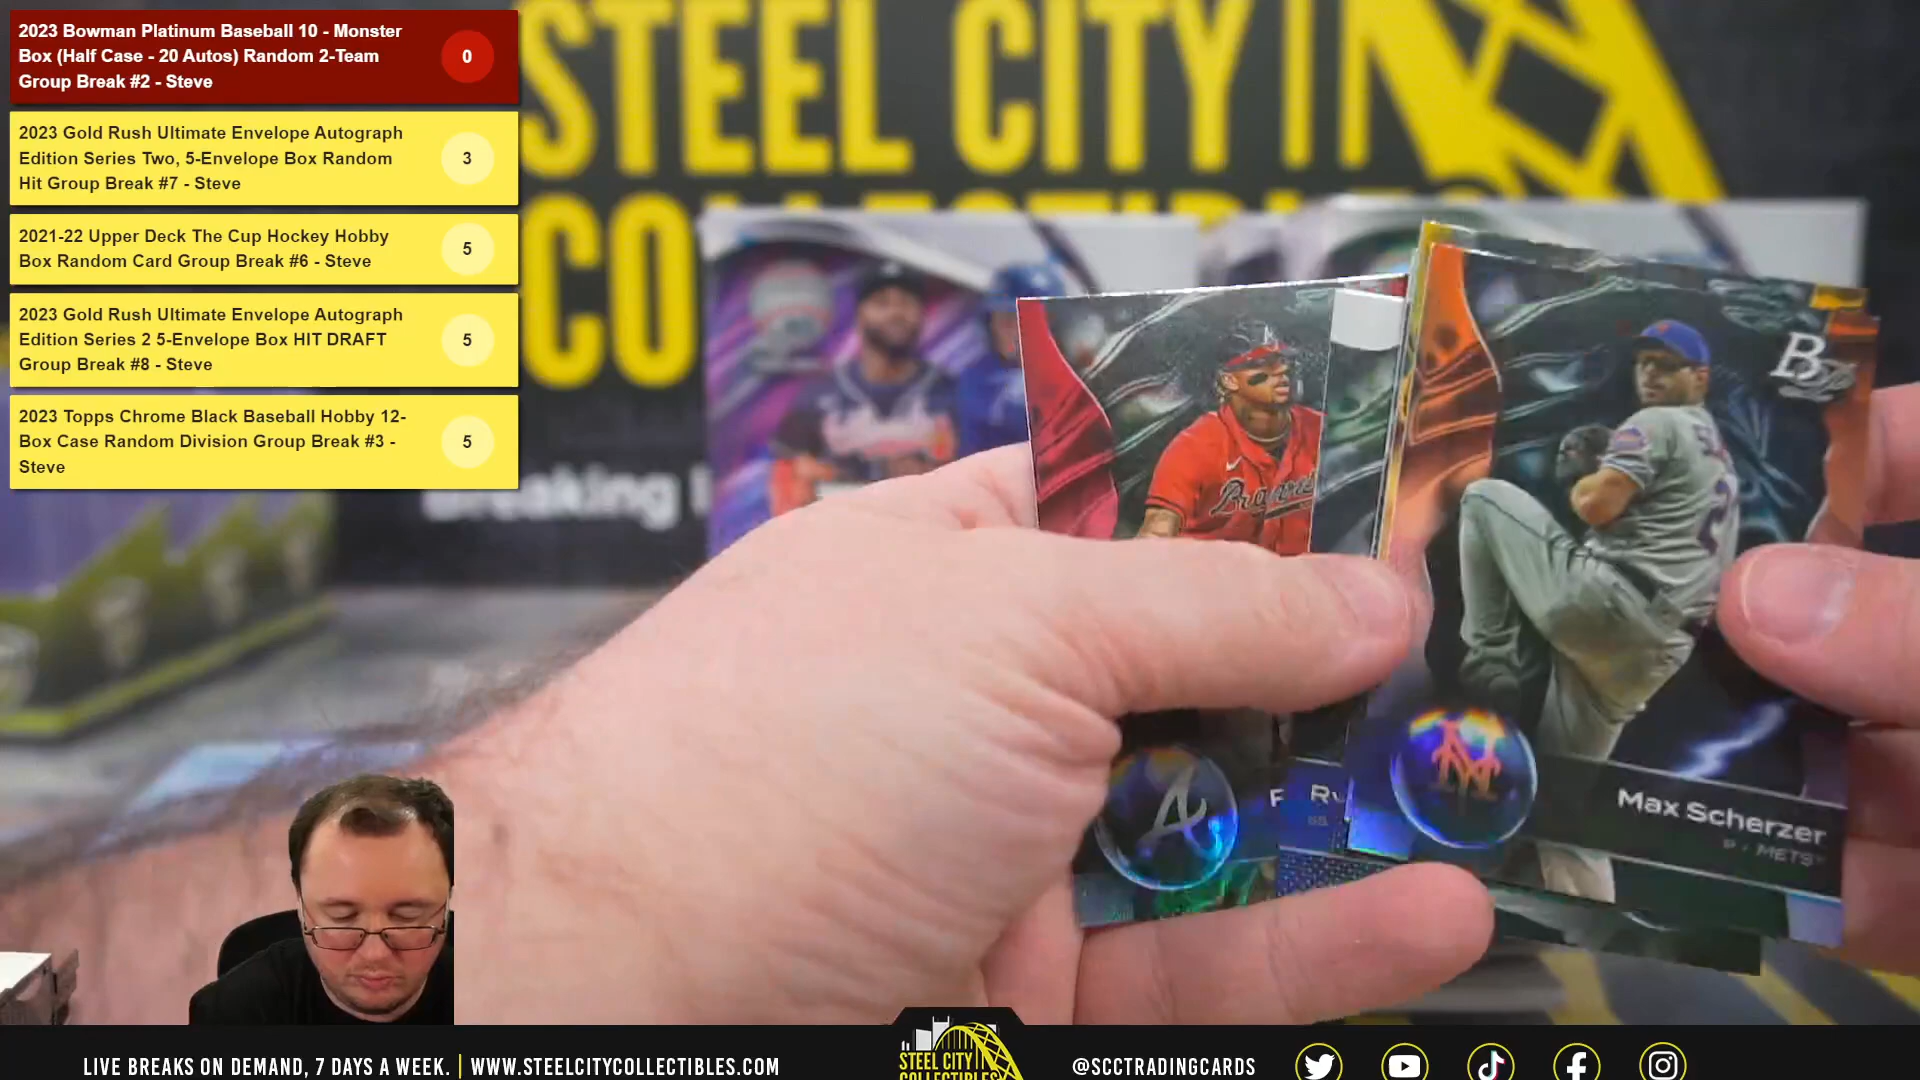 2023 Bowman Platinum Baseball 10 - Monster
Box (Half Case - 20 Autos) Random 2-Team
Group Break #2 - Steve
0
2023 Gold Rush Ultimate Envelope Autograph
Edition Series Two, 5-Envelope Box Random
Hit Group Break #7 - Steve
3
2021-22 Upper Deck The Cup Hockey Hobby
Box Random Card Group Break #6 - Steve
5
2023 Gold Rush Ultimate Envelope Autograph
Edition Series 2 5-Envelope Box HIT DRAFT
Group Break #8 - Steve
5
2023 Topps Chrome Black Baseball Hobby 12-
Box Case Random Division Group Break #3 -
Steve
5
STEEL CITY
Breaking
Braves
B
Max Scherzer
P • METS
LIVE BREAKS ON DEMAND, 7 DAYS A WEEK. | WWW.STEELCITYCOLLECTIBLES.COM
STEEL CITY
COLLECTIBLES
@SCCTRADINGCARDS